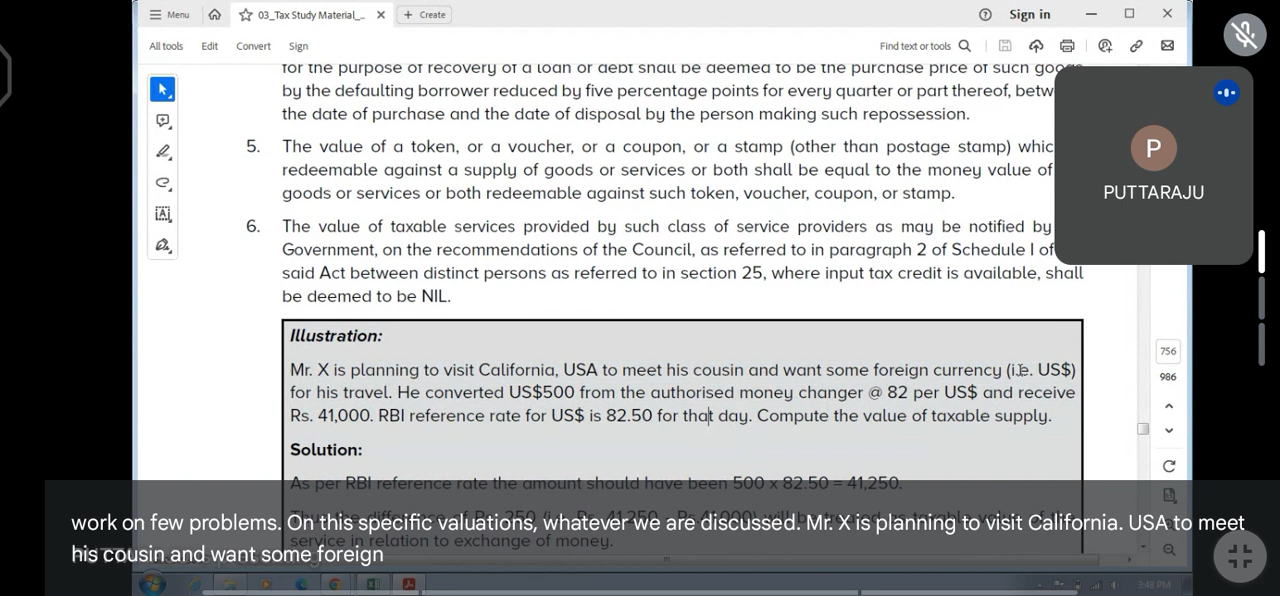 Menu
03_Tax Study Material_...
Create
Sign in
All tools
Edit
Convert
Sign
Find text or tools
for the purpose of recovery of a loan or debt shall be deemed to be the purchase price of such goods
by the defaulting borrower reduced by five percentage points for every quarter or part thereof, betw
the date of purchase and the date of disposal by the person making such repossession.
5. The value of a token, or a voucher, or a coupon, or a stamp (other than postage stamp) whic
redeemable against a supply of goods or services or both shall be equal to the money value of
goods or services or both redeemable against such token, voucher, coupon, or stamp.
6. The value of taxable services provided by such class of service providers as may be notified by
Government, on the recommendations of the Council, as referred to in paragraph 2 of Schedule I of
said Act between distinct persons as referred to in section 25, where input tax credit is available, shall
be deemed to be NIL.
P
PUTTARAJU
Illustration:
Mr. X is planning to visit California, USA to meet his cousin and want some foreign currency (i.e. US$)
for his travel. He converted US$500 from the authorised money changer @ 82 per US$ and receive
Rs. 41,000. RBI reference rate for US$ is 82.50 for that day. Compute the value of taxable supply.
Solution:
As per RBI reference rate the amount should have been 500 x 82.50 = 41,250.
service in relation to exchange of money.
756
986
work on few problems. On this specific valuations, whatever we are discussed. Mr. X is planning to visit California. USA to meet
his cousin and want some foreign
3:48 PM